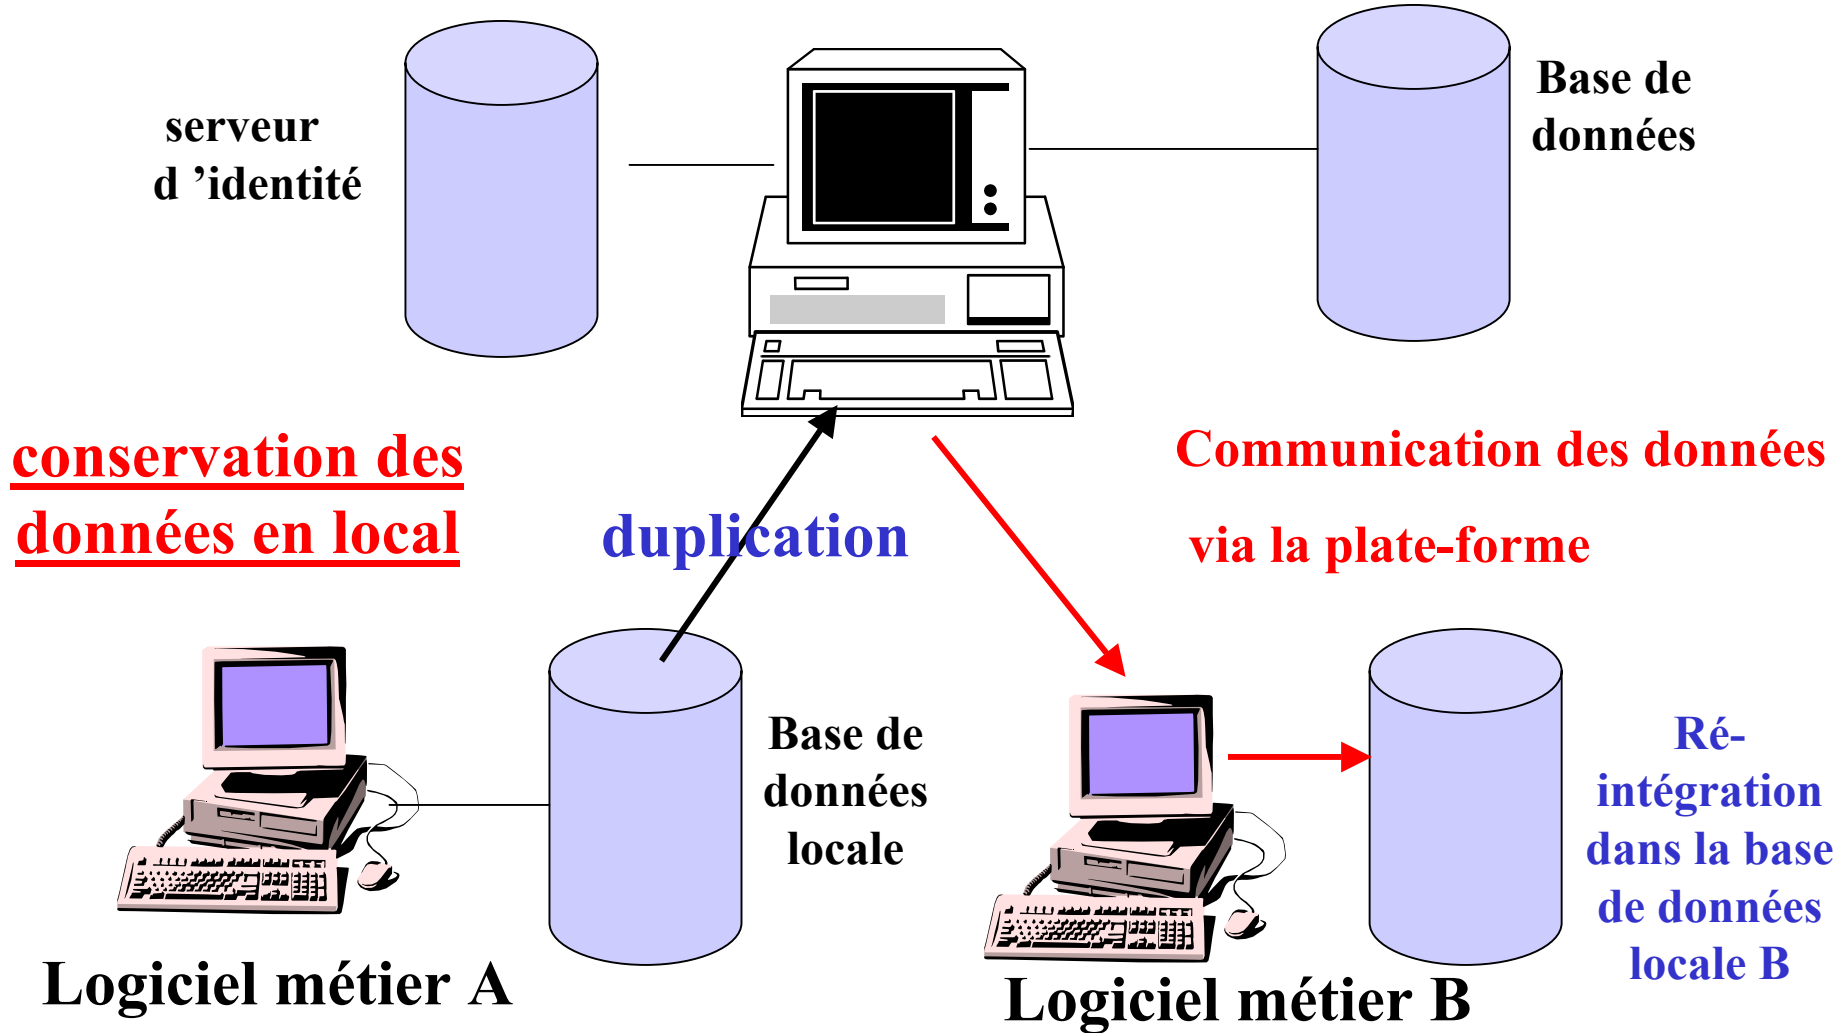 serveur
d ’identité
Base de
données
conservation des
données en local
duplication
Communication des données
via la plate-forme
Base de
données
locale
Ré-
intégration
dans la base
de données
locale B
Logiciel métier A
Logiciel métier B